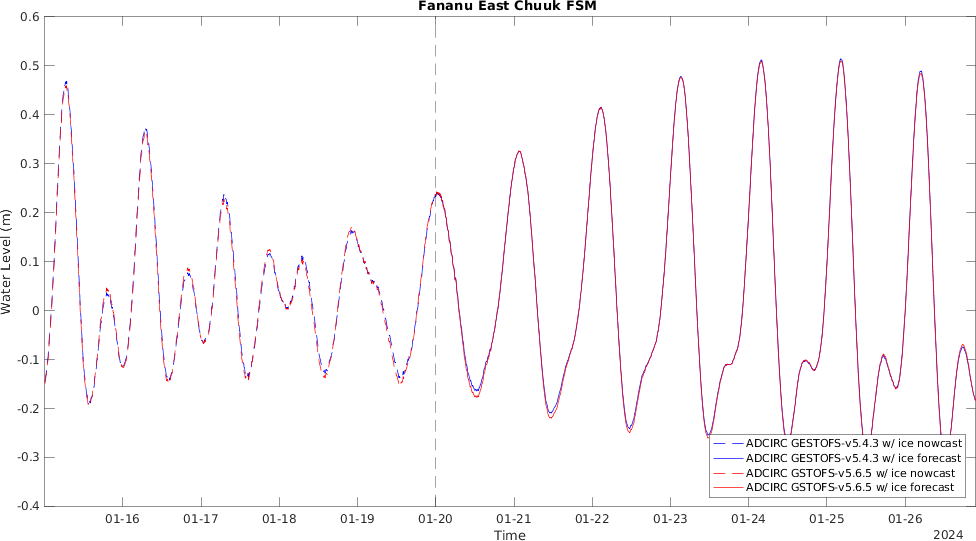 Fananu East Chuuk FSM
0.6
0.5
0.4
0.3
0.2
0.1
0
-0.1
-0.2
-0.3
-0.4
Water Level (m)
ADCIRC GESTOFS-v5.4.3 w/ ice nowcast
ADCIRC GESTOFS-v5.4.3 w/ ice forecast
ADCIRC GSTOFS-v5.6.5 w/ ice nowcast
ADCIRC GSTOFS-v5.6.5 w/ ice forecast
01-16 01-17 01-18 01-19 01-20 01-21 01-22 01-23 01-24 01-25 01-26
Time
2024